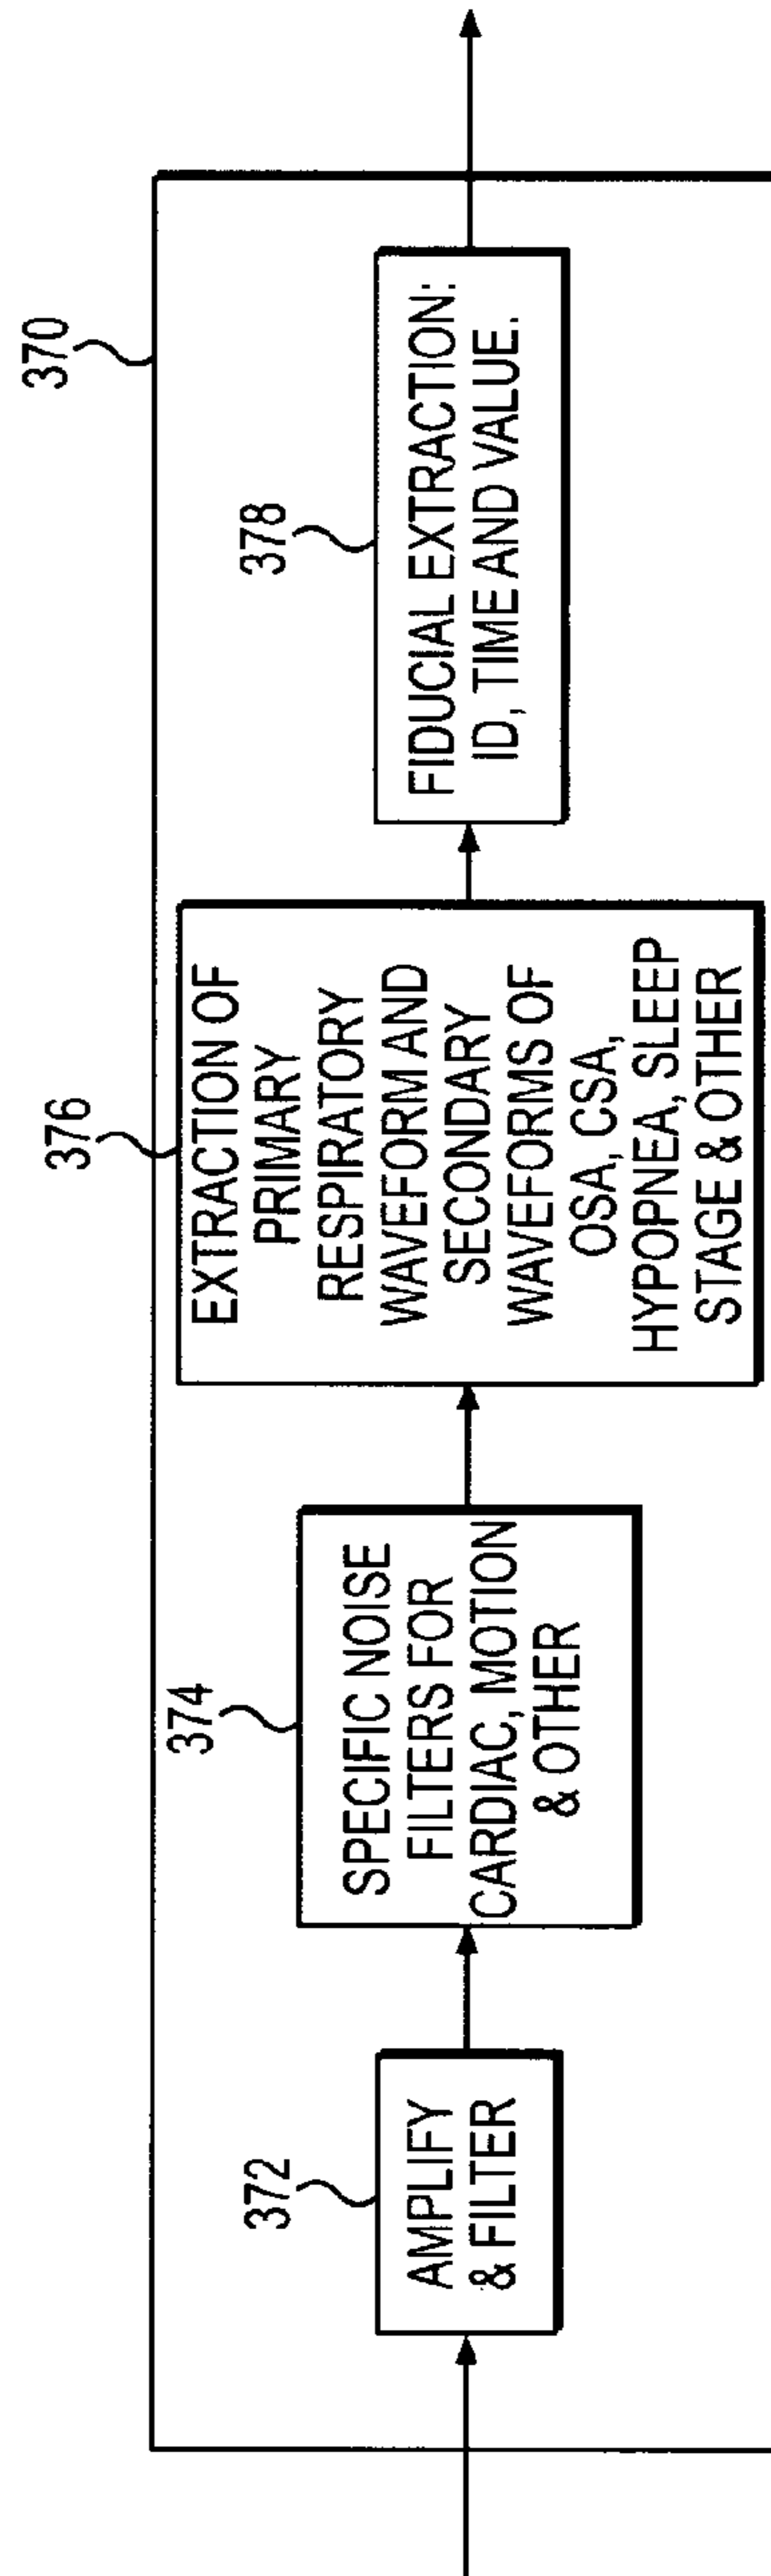 370
372
AMPLIFY
& FILTER
374
SPECIFIC NOISE
FILTERS FOR
CARDIAC, MOTION
& OTHER
376
EXTRACTION OF
PRIMARY
RESPIRATORY
WAVEFORM AND
SECONDARY
WAVEFORMS OF
OSA, CSA,
HYPOPNEA, SLEEP
STAGE & OTHER
378
FIDUCIAL EXTRACTION:
ID, TIME AND VALUE.